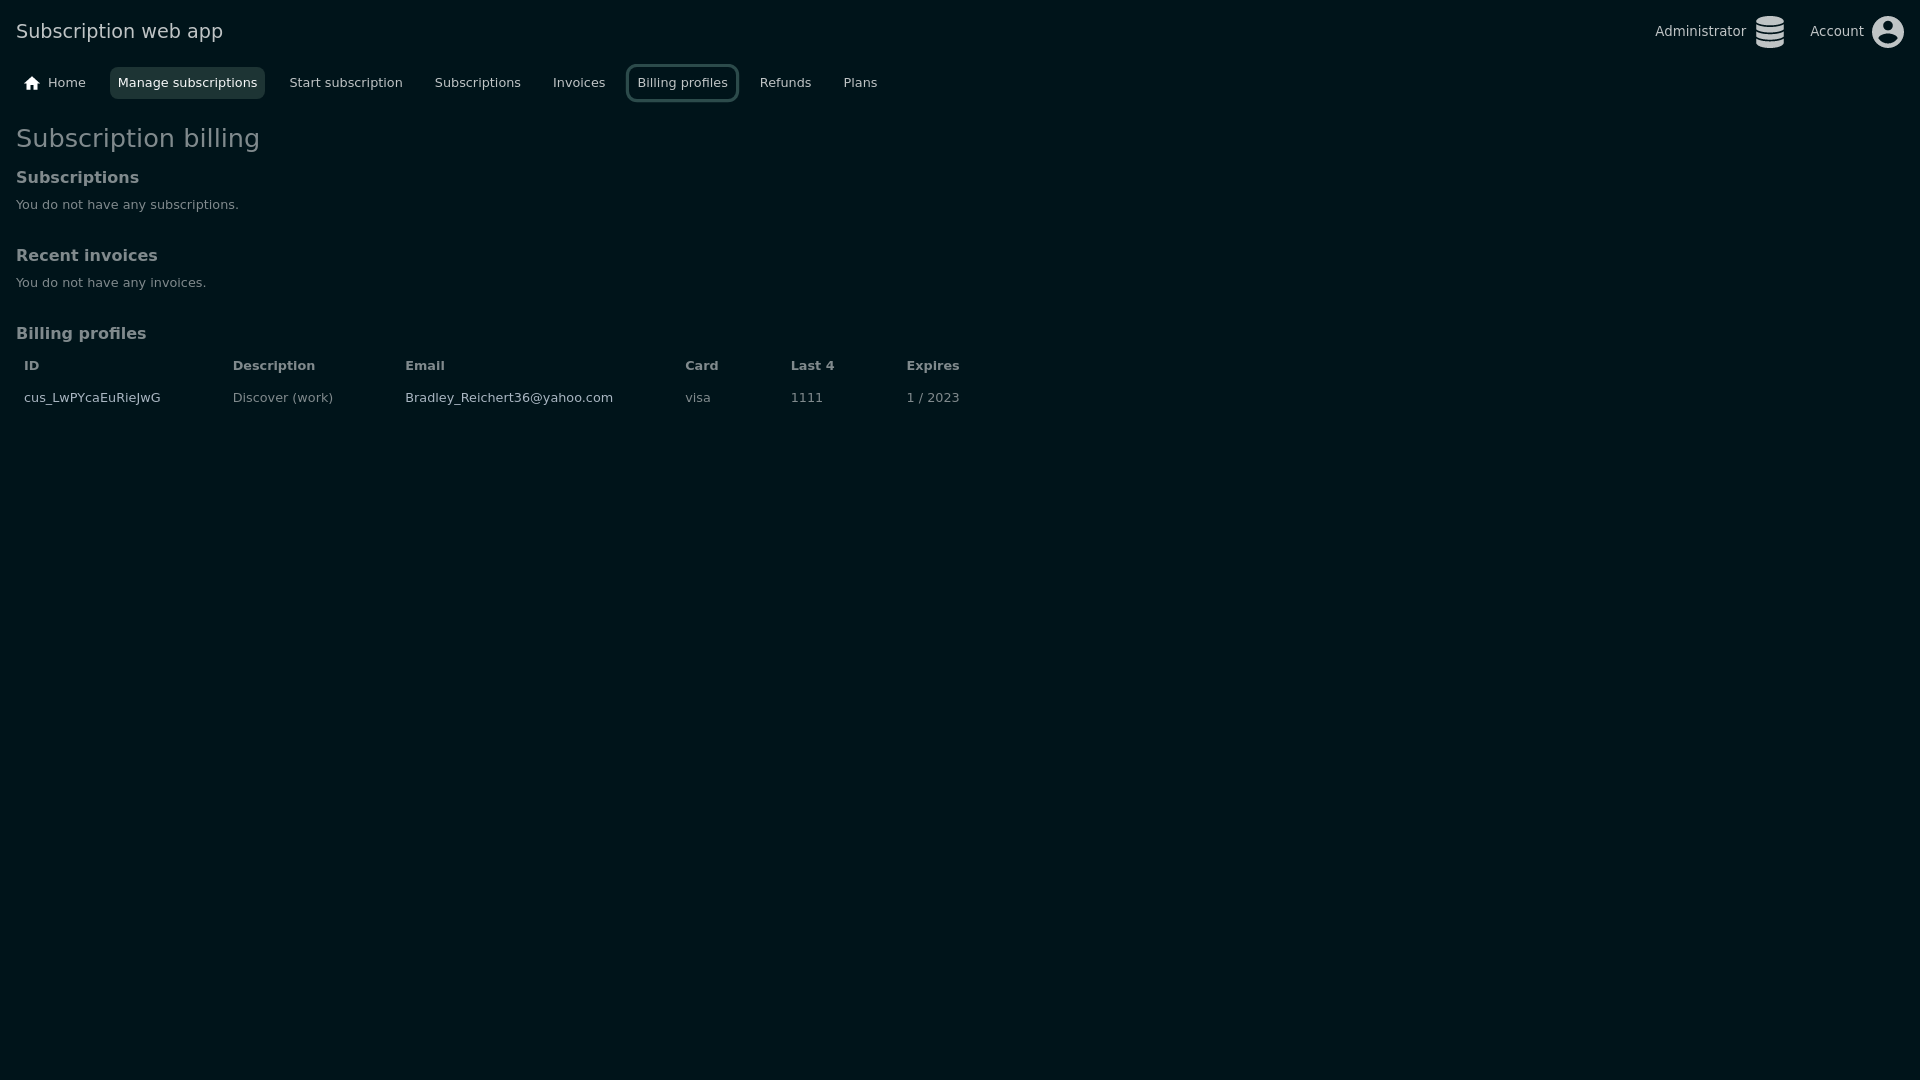 Subscription web app
Administrator
Account
Home
Manage subscriptions
Start subscription
Subscriptions
Invoices
Billing profiles
Refunds
Plans
Subscription billing
Subscriptions
You do not have any subscriptions.
Recent invoices
You do not have any invoices.
Billing profiles
ID Description Email Card Last 4 Expires
cus_LwPYcaEuRieJwG Discover (work) Bradley_Reichert36@yahoo.com visa 1111 1 / 2023